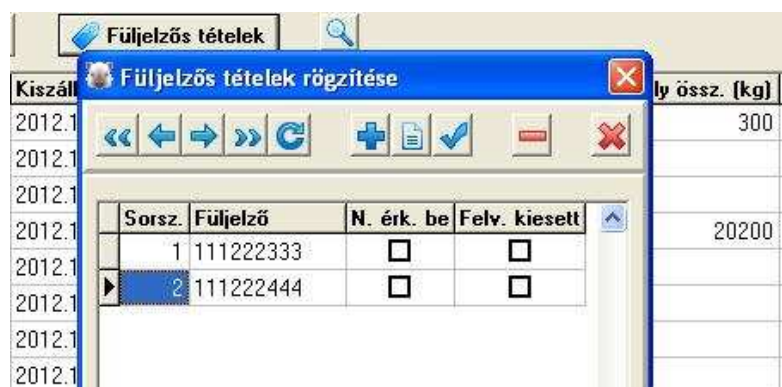 Füljelzős tételek
Füljelzős tételek rögzítése
Kiszáll ly össz. (kg)
2012.1 300
2012.1
2012.1
2012.1 20200
2012.1
2012.1
2012.1
2012.1
Sorsz. Füljelző N. érk. be Felv. kiesett
1 111222333
2 111222444